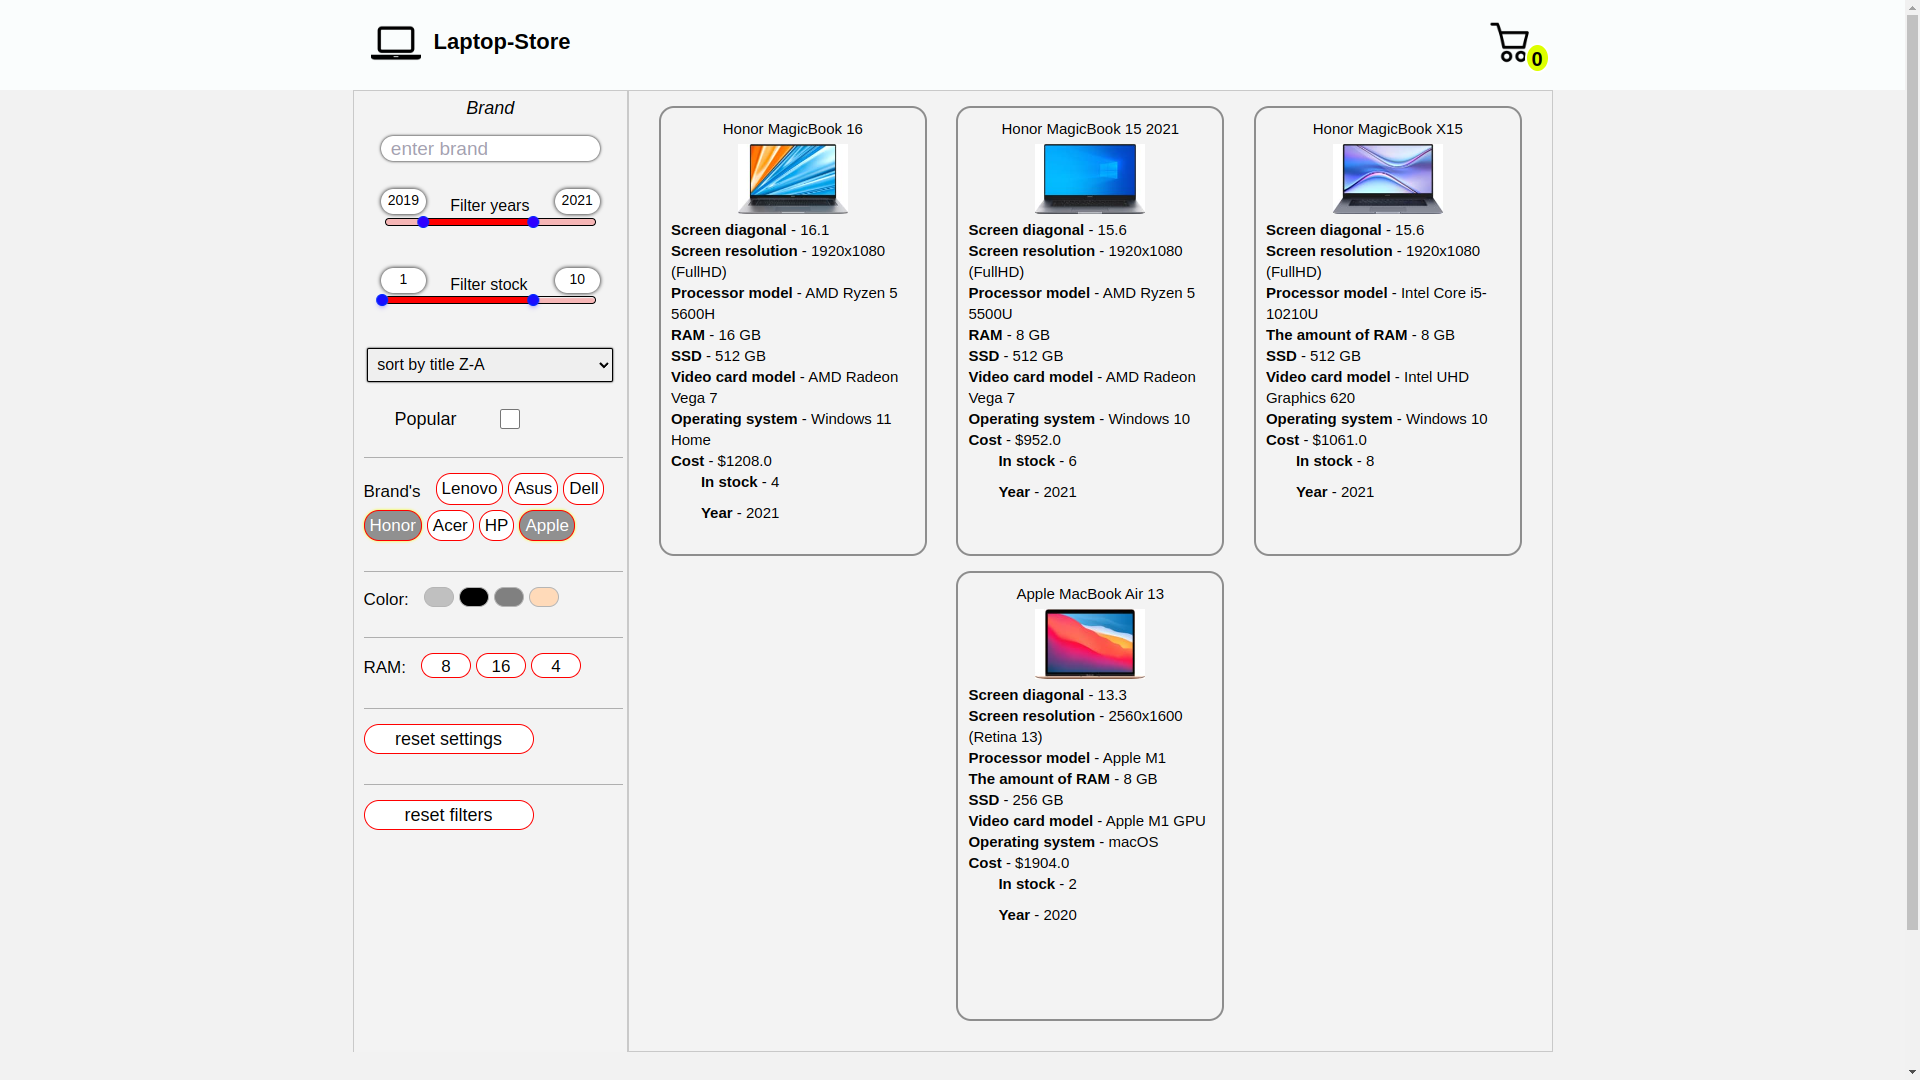 Laptop-Store
0
Brand
enter brand
2019
Filter years
2021
1
Filter stock
10
sort by title Z-A
Popular
Brand's
Lenovo
Asus
Dell
Honor
Acer
HP
Apple
Color:
RAM:
8
16
4
reset settings
reset filters
Honor MagicBook 16
Screen diagonal - 16.1
Screen resolution - 1920x1080
(FullHD)
Processor model - AMD Ryzen 5
5600H
RAM - 16 GB
SSD - 512 GB
Video card model - AMD Radeon
Vega 7
Operating system - Windows 11
Home
Cost - $1208.0
In stock - 4
Year - 2021
Honor MagicBook 15 2021
Screen diagonal - 15.6
Screen resolution - 1920x1080
(FullHD)
Processor model - AMD Ryzen 5
5500U
RAM - 8 GB
SSD - 512 GB
Video card model - AMD Radeon
Vega 7
Operating system - Windows 10
Cost - $952.0
In stock - 6
Year - 2021
Honor MagicBook X15
Screen diagonal - 15.6
Screen resolution - 1920x1080
(FullHD)
Processor model - Intel Core i5-
10210U
The amount of RAM - 8 GB
SSD - 512 GB
Video card model - Intel UHD
Graphics 620
Operating system - Windows 10
Cost - $1061.0
In stock - 8
Year - 2021
Apple MacBook Air 13
Screen diagonal - 13.3
Screen resolution - 2560x1600
(Retina 13)
Processor model - Apple M1
The amount of RAM - 8 GB
SSD - 256 GB
Video card model - Apple M1 GPU
Operating system - macOS
Cost - $1904.0
In stock - 2
Year - 2020